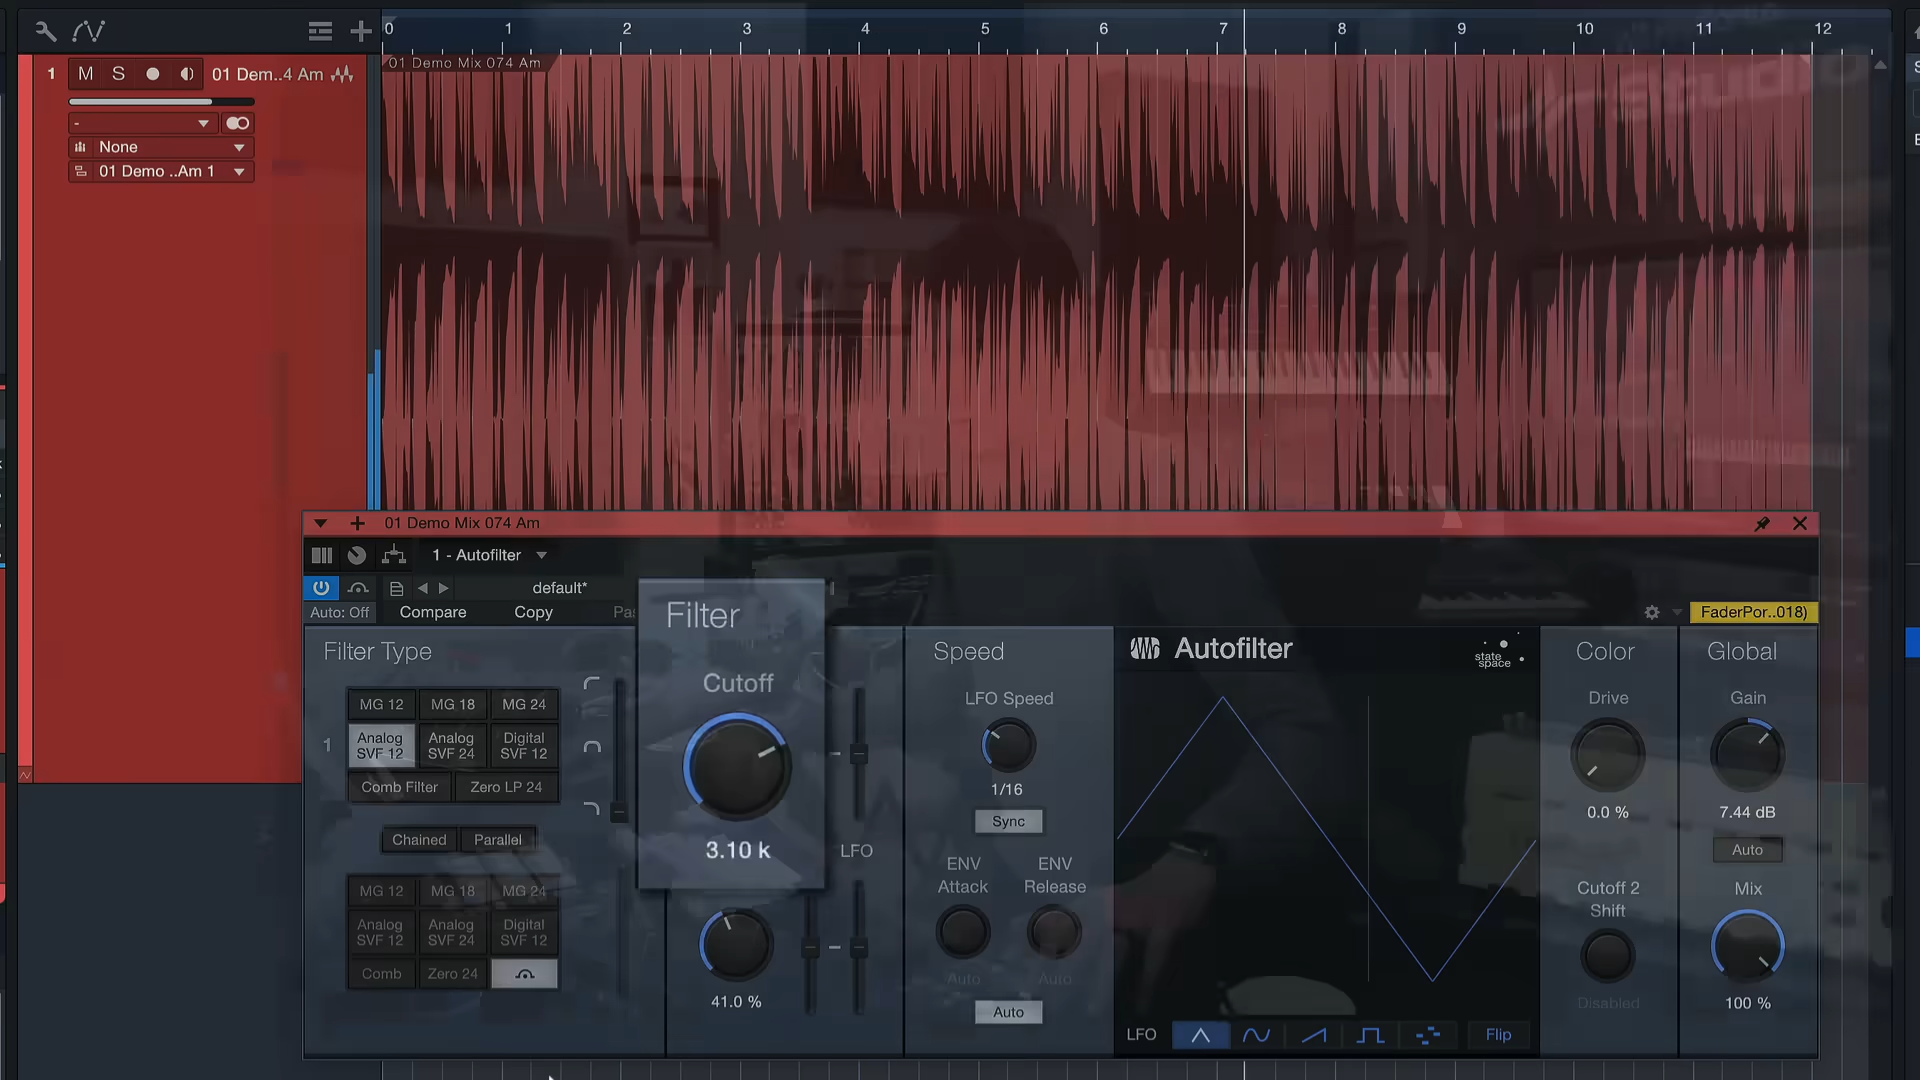 0 1 2 3 4 5 6 7 8 9 10 11 12
01 Demo Mix 074 Am
1 M S 01 Dem..4 Am
-
None
01 Demo ..Am 1
studio
01 Demo Mix 074 Am
1 - Autofilter
default*
Auto: Off Compare Copy Pas
FaderPor..018)
Filter Type
Filter
Speed
Autofilter
state space
Color
Global
MG 12 MG 18 MG 24
1
Analog SVF 12
Analog SVF 24
Digital SVF 12
Comb Filter Zero LP 24
Chained Parallel
MG 12 MG 18 MG 24
Analog SVF 12
Analog SVF 24
Digital SVF 12
Comb Zero 24
Cutoff
3.10 k
LFO
41.0 %
LFO Speed
1/16
Sync
ENV Attack
ENV Release
Auto Auto
Auto
LFO
Flip
Drive
0.0 %
Cutoff 2 Shift
Disabled
Gain
7.44 dB
Auto
Mix
100 %